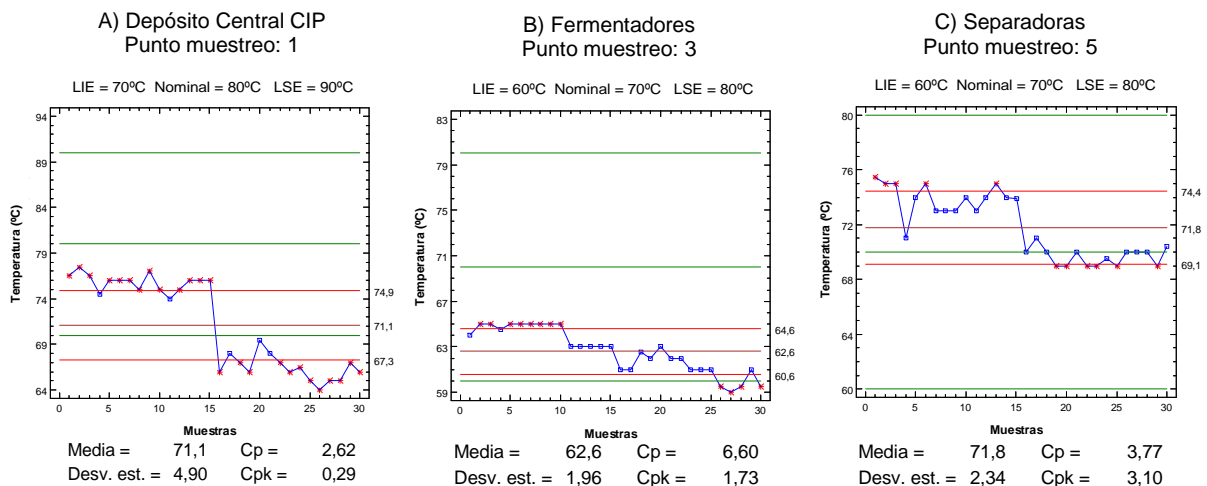 A) Depósito Central CIP
Punto muestreo: 1
LIE = 70ºC Nominal = 80ºC LSE = 90ºC
94
89
84
79
74
69
64
Temperatura (ºC)
74,9
71,1
67,3
0 5 10 15 20 25 30
Muestras
Media = 71,1 Cp = 2,62
Desv. est. = 4,90 Cpk = 0,29
B) Fermentadores
Punto muestreo: 3
LIE = 60ºC Nominal = 70ºC LSE = 80ºC
83
79
75
71
67
63
59
Temperatura (ºC)
64,6
62,6
60,6
0 5 10 15 20 25 30
Muestras
Media = 62,6 Cp = 6,60
Desv. est. = 1,96 Cpk = 1,73
C) Separadoras
Punto muestreo: 5
LIE = 60ºC Nominal = 70ºC LSE = 80ºC
80
76
72
68
64
60
Temperatura (ºC)
74,4
71,8
69,1
0 5 10 15 20 25 30
Muestras
Media = 71,8 Cp = 3,77
Desv. est. = 2,34 Cpk = 3,10